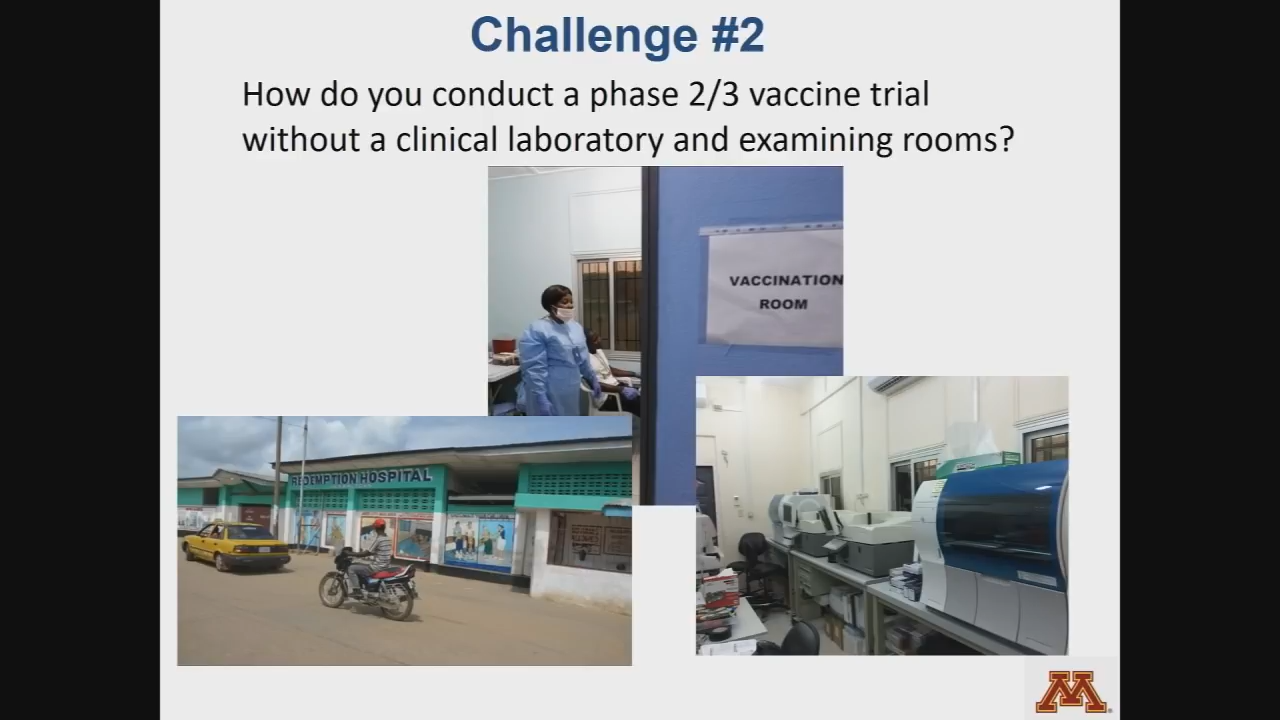 Challenge #2
How do you conduct a phase 2/3 vaccine trial
without a clinical laboratory and examining rooms?
VACCINATION
ROOM
REDEMPTION HOSPITAL
M